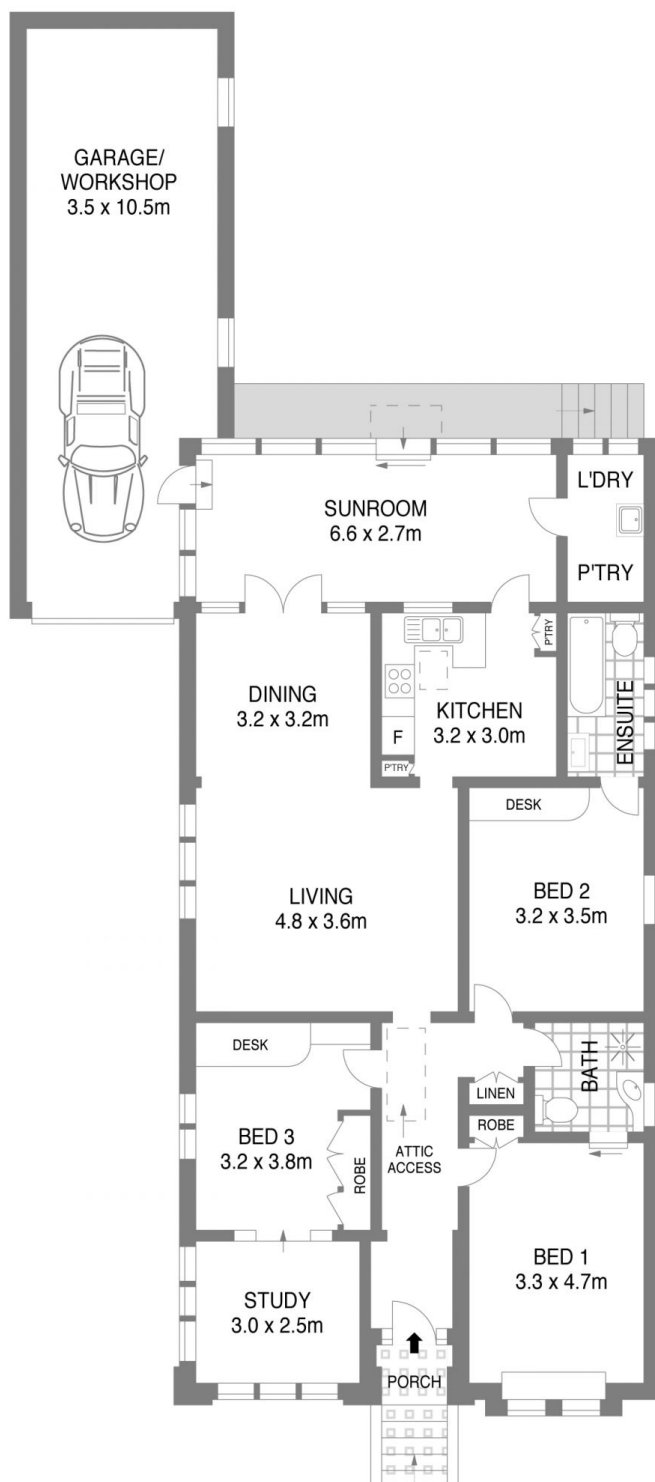 GARAGE/
WORKSHOP
3.5 x 10.5m
L'DRY
SUNROOM
6.6 x 2.7m
P'TRY
P'TRY
DINING
3.2 x 3.2m
KITCHEN
3.2 x 3.0m
F
P'TRY
ENSUITE
DESK
LIVING
4.8 x 3.6m
BED 2
3.2 x 3.5m
DESK
BATH
LINEN
BED 3
3.2 x 3.8m
ROBE
ROBE
ATTIC
ACCESS
BED 1
3.3 x 4.7m
STUDY
3.0 x 2.5m
PORCH